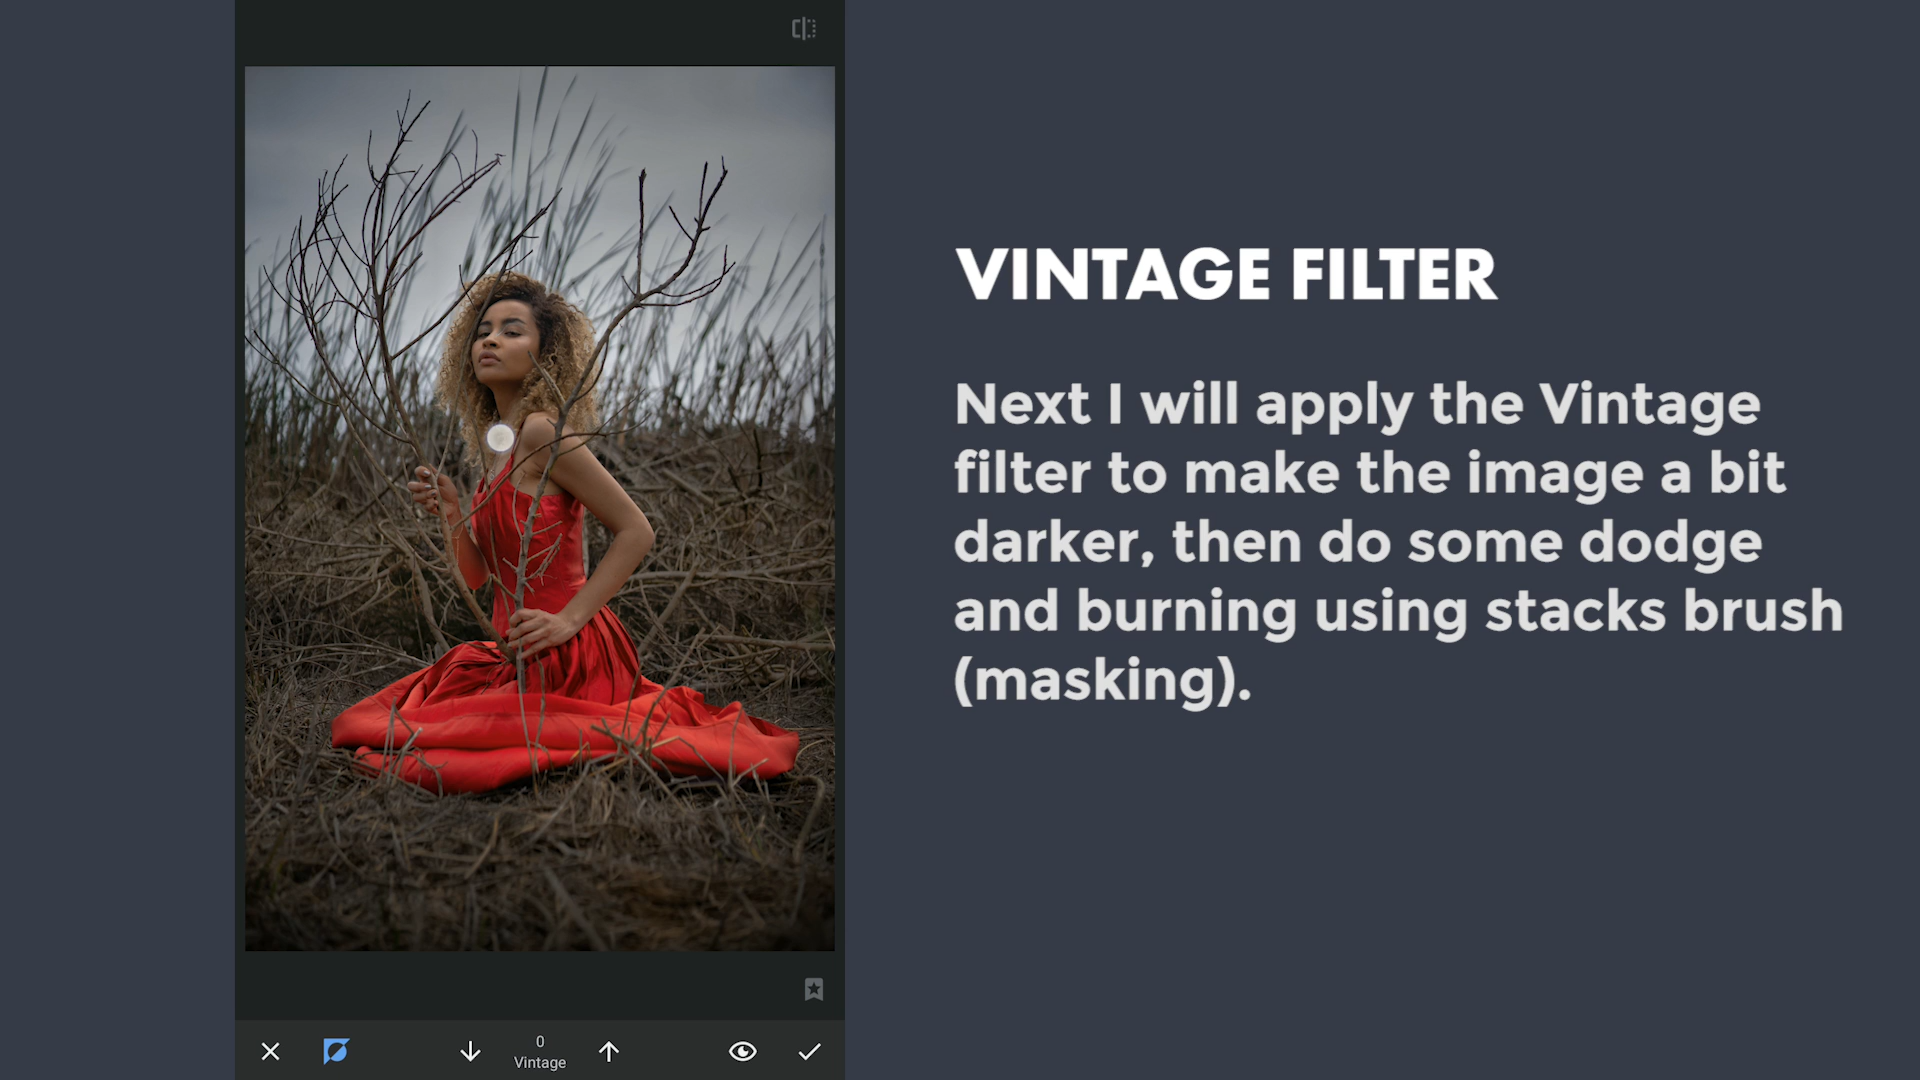 VINTAGE FILTER
Next I will apply the Vintage
filter to make the image a bit
darker, then do some dodge
and burning using stacks brush
(masking).
0
Vintage